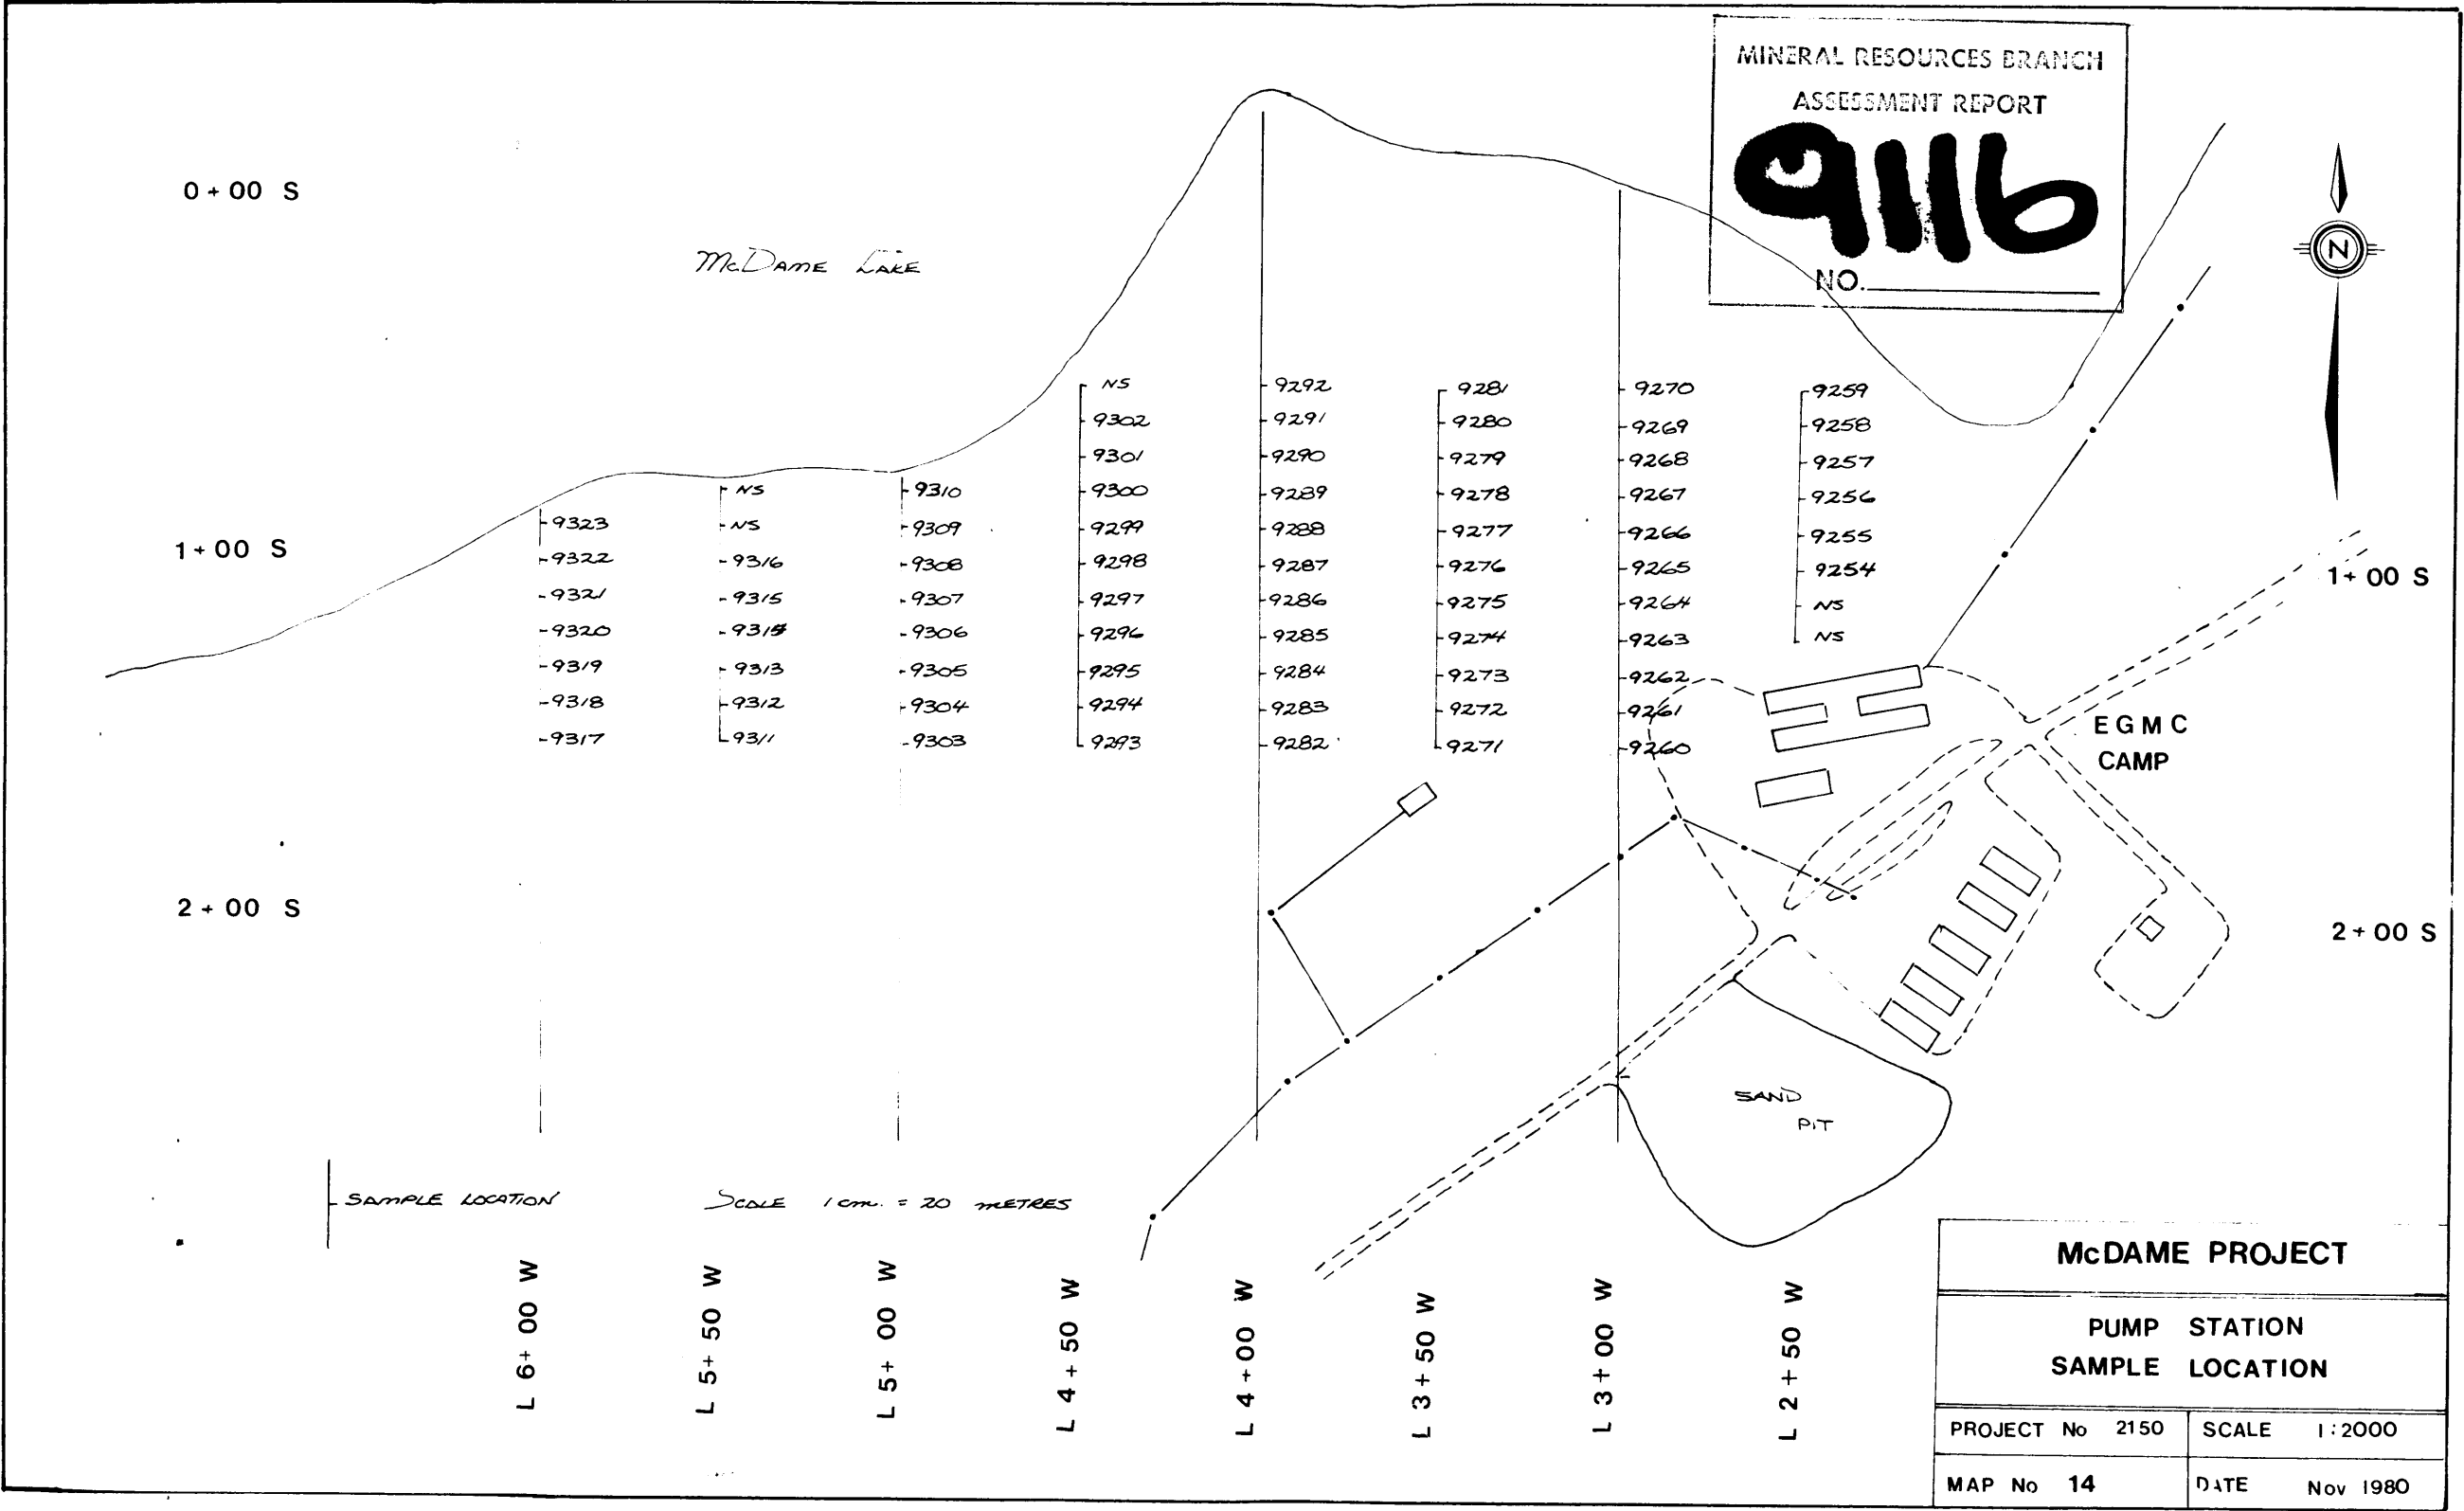 MINERAL RESOURCES BRANCH
ASSESSMENT REPORT
9116
NO.
N
0+00 S
McDAME LAKE
1+00 S
2+00 S
1+00 S
2+00 S
9323
9322
9321
9320
9319
9318
9317
NS
NS
9316
9315
9314
9313
9312
9311
9310
9309
9308
9307
9306
9305
9304
9303
NS
9302
9301
9300
9299
9298
9297
9296
9295
9294
9293
9292
9291
9290
9289
9288
9287
9286
9285
9284
9283
9282
9281
9280
9279
9278
9277
9276
9275
9274
9273
9272
9271
9270
9269
9268
9267
9266
9265
9264
9263
9262
9261
9260
9259
9258
9257
9256
9255
9254
NS
NS
EGMC
CAMP
SAND
PIT
SAMPLE LOCATION
SCALE 1 cm. = 20 METRES
L 6+00 W
L 5+50 W
L 5+00 W
L 4+50 W
L 4+00 W
L 3+50 W
L 3+00 W
L 2+50 W
McDAME PROJECT
PUMP STATION
SAMPLE LOCATION
PROJECT No 2150
SCALE 1:2000
MAP No 14
DATE Nov 1980